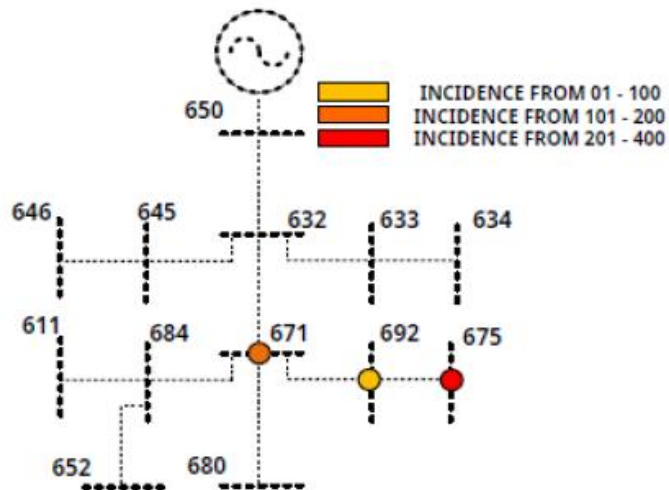 650
INCIDENCE FROM 01 - 100
INCIDENCE FROM 101 - 200
INCIDENCE FROM 201 - 400
646 645 632 633 634
611 684 671 692 675
652 680